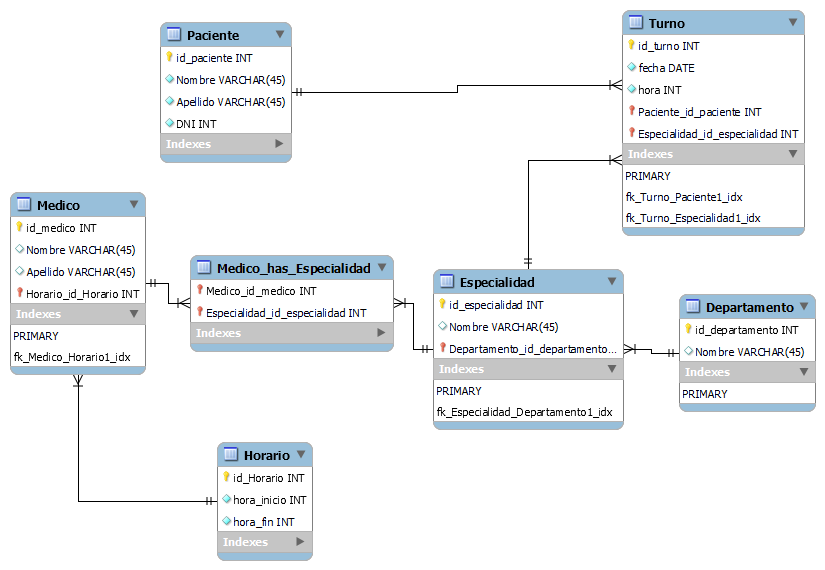 Paciente
id_paciente INT
Nombre VARCHAR(45)
Apellido VARCHAR(45)
DNI INT
Indexes
Turno
id_turno INT
fecha DATE
hora INT
Paciente_id_paciente INT
Especialidad_id_especialidad INT
Indexes
PRIMARY
fk_Turno_Paciente1_idx
fk_Turno_Especialidad1_idx
Medico
id_medico INT
Nombre VARCHAR(45)
Apellido VARCHAR(45)
Horario_id_Horario INT
Indexes
PRIMARY
fk_Medico_Horario1_idx
Medico_has_Especialidad
Medico_id_medico INT
Especialidad_id_especialidad INT
Indexes
Especialidad
id_especialidad INT
Nombre VARCHAR(45)
Departamento_id_departamento...
Indexes
PRIMARY
fk_Especialidad_Departamento1_idx
Departamento
id_departamento INT
Nombre VARCHAR(45)
Indexes
PRIMARY
Horario
id_Horario INT
hora_inicio INT
hora_fin INT
Indexes